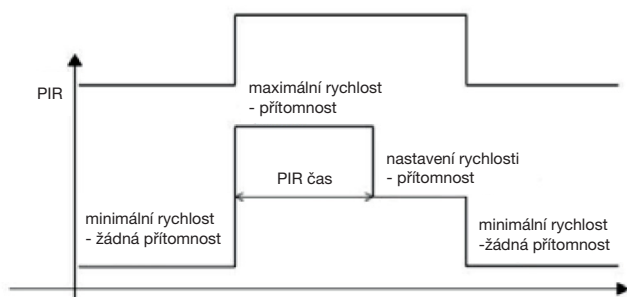 PIR
maximální rychlost
- přítomnost
nastavení rychlosti
- přítomnost
PIR čas
minimální rychlost
- žádná přítomnost
minimální rychlost
-žádná přítomnost